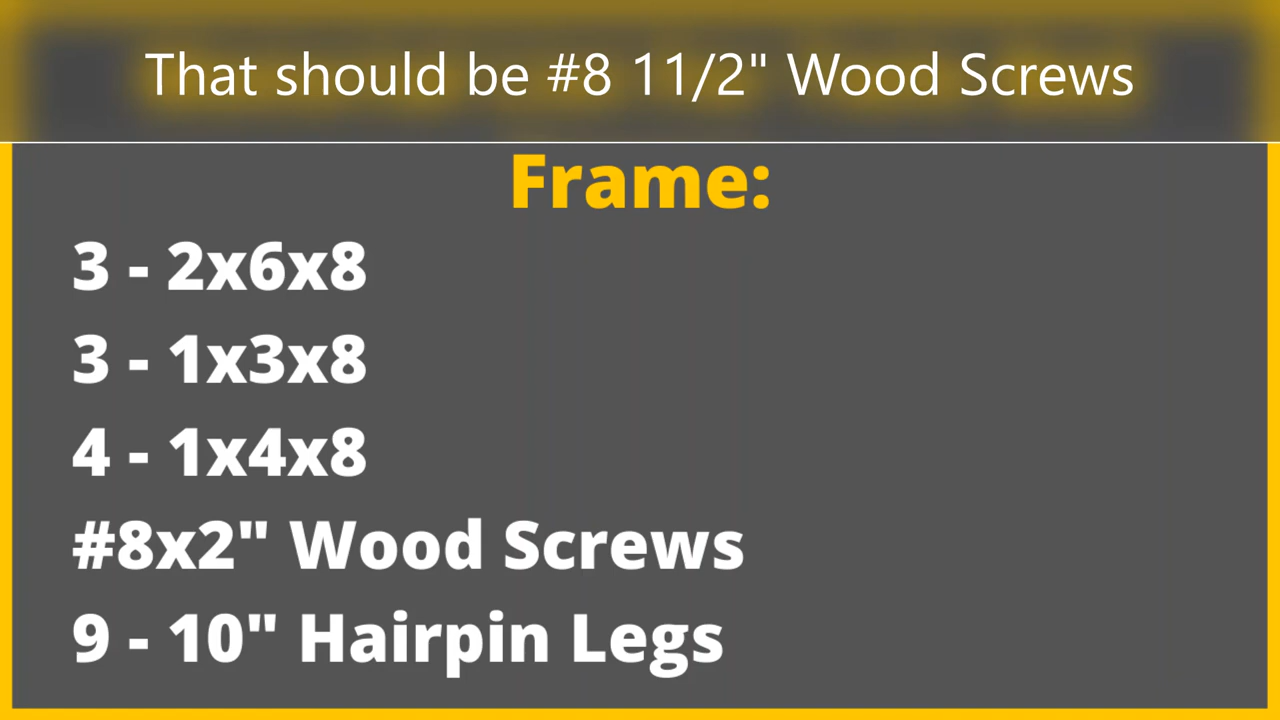 That should be #8 11/2" Wood Screws
Frame:
3 - 2x6x8
3 - 1x3x8
4 - 1x4x8
#8x2" Wood Screws
9 - 10" Hairpin Legs